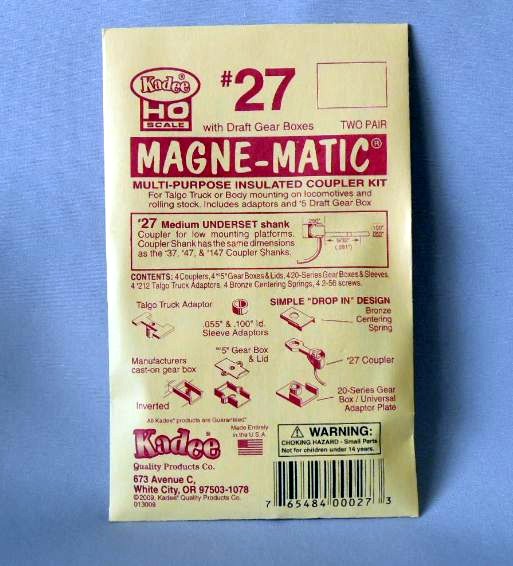 Kadee®
HO
SCALE
#27
with Draft Gear Boxes
TWO PAIR
MAGNE-MATIC®
MULTI-PURPOSE INSULATED COUPLER KIT
For Talgo Truck or Body mounting on locomotives and
rolling stock. Includes adaptors and #5 Draft Gear Box
#27 Medium UNDERSET shank
Coupler for low mounting platforms.
Coupler Shank has the same dimensions
as the #37, #47, & #147 Coupler Shanks.
CONTENTS: 4 Couplers, 4 #5 Gear Boxes & Lids, 4 20-Series Gear Boxes & Sleeves,
4 #212 Talgo Truck Adaptors, 4 Bronze Centering Springs, 4 2-56 screws.
Talgo Truck Adaptor
.055" & .100" Id.
Sleeve Adaptors
SIMPLE "DROP IN" DESIGN
Bronze
Centering
Spring
#5 Gear Box
& Lid
Manufacturers
cast-on gear box
#27 Coupler
Inverted
20-Series Gear
Box / Universal
Adaptor Plate
All Kadee® products are Guaranteed
Made Entirely
in the U.S.A.
Kadee®
Quality Products Co.
673 Avenue C,
White City, OR 97503-1078
©2009, Kadee® Quality Products Co.
013009
WARNING:
CHOKING HAZARD - Small Parts
Not for children under 14 years.
7 65484 00027 3